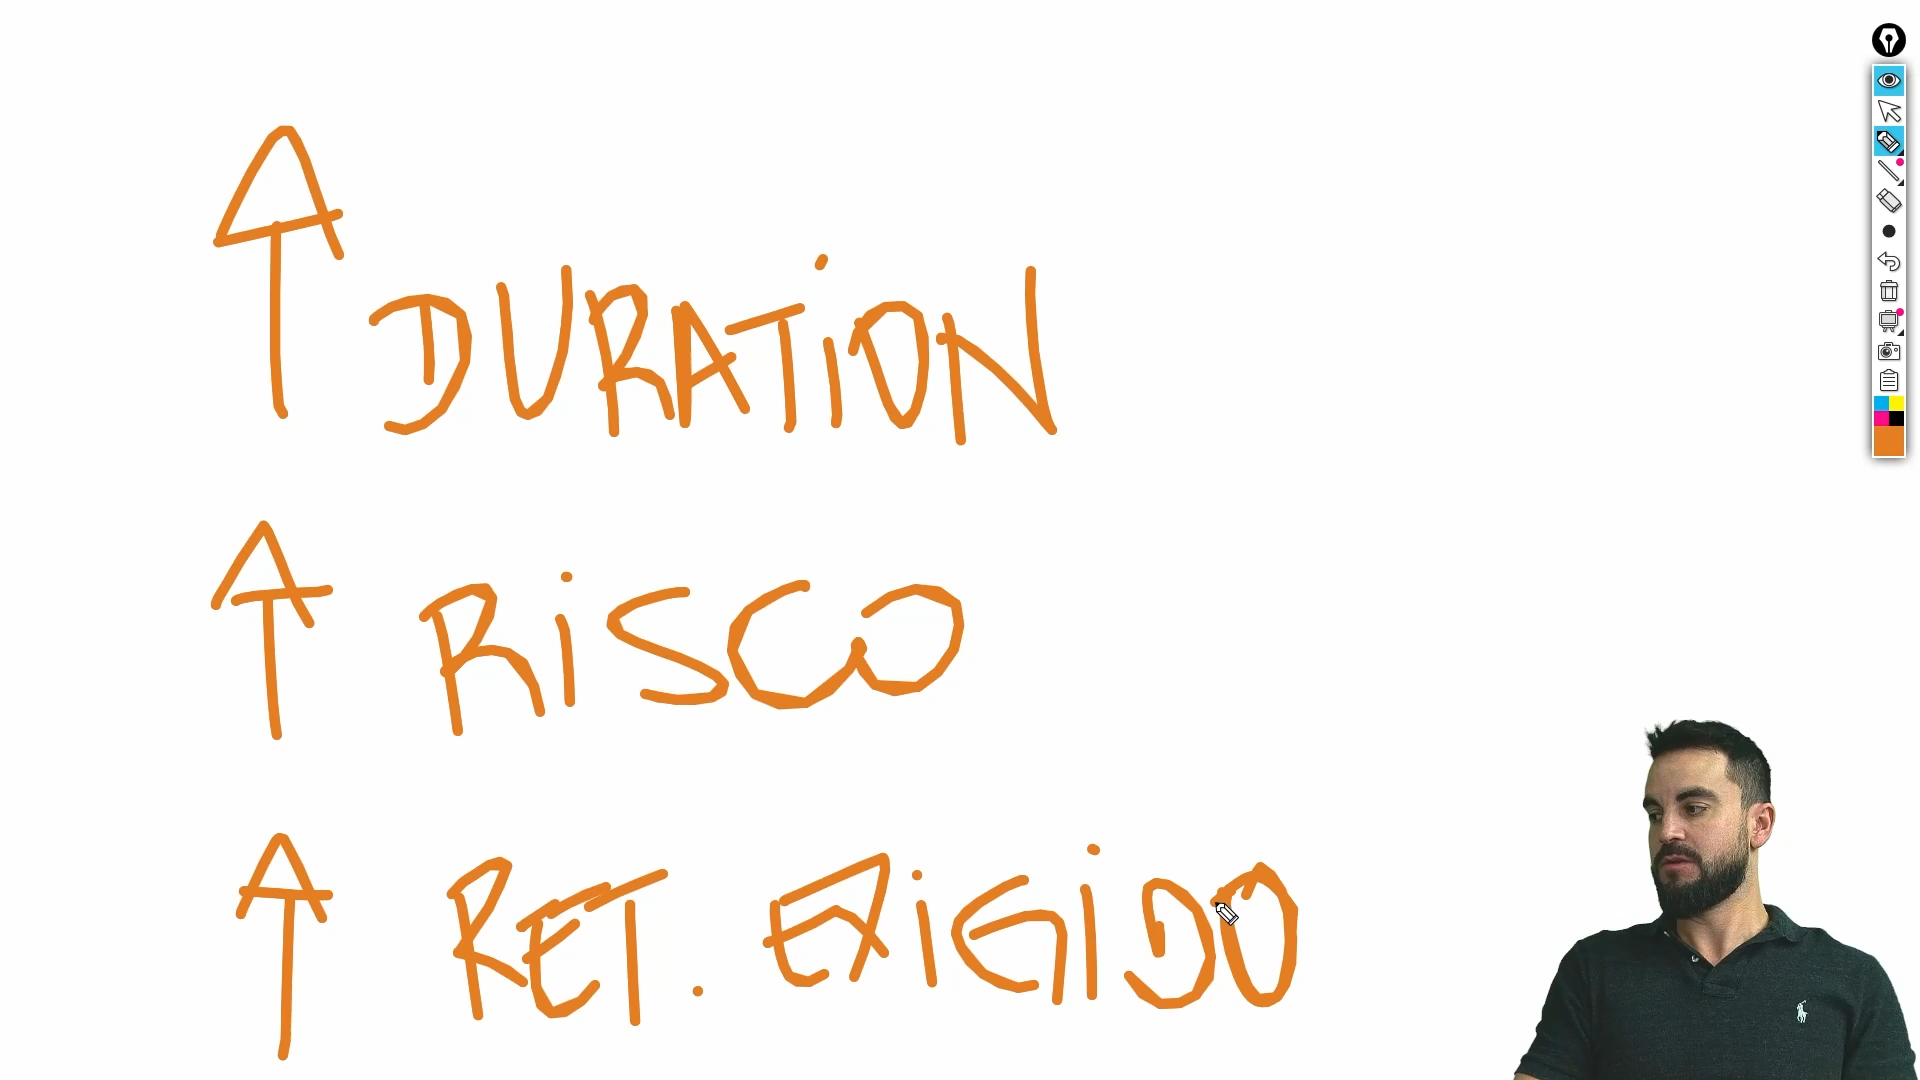 ↑ DURATiON
↑ RiSCO
↑ RET. EXiGIDO